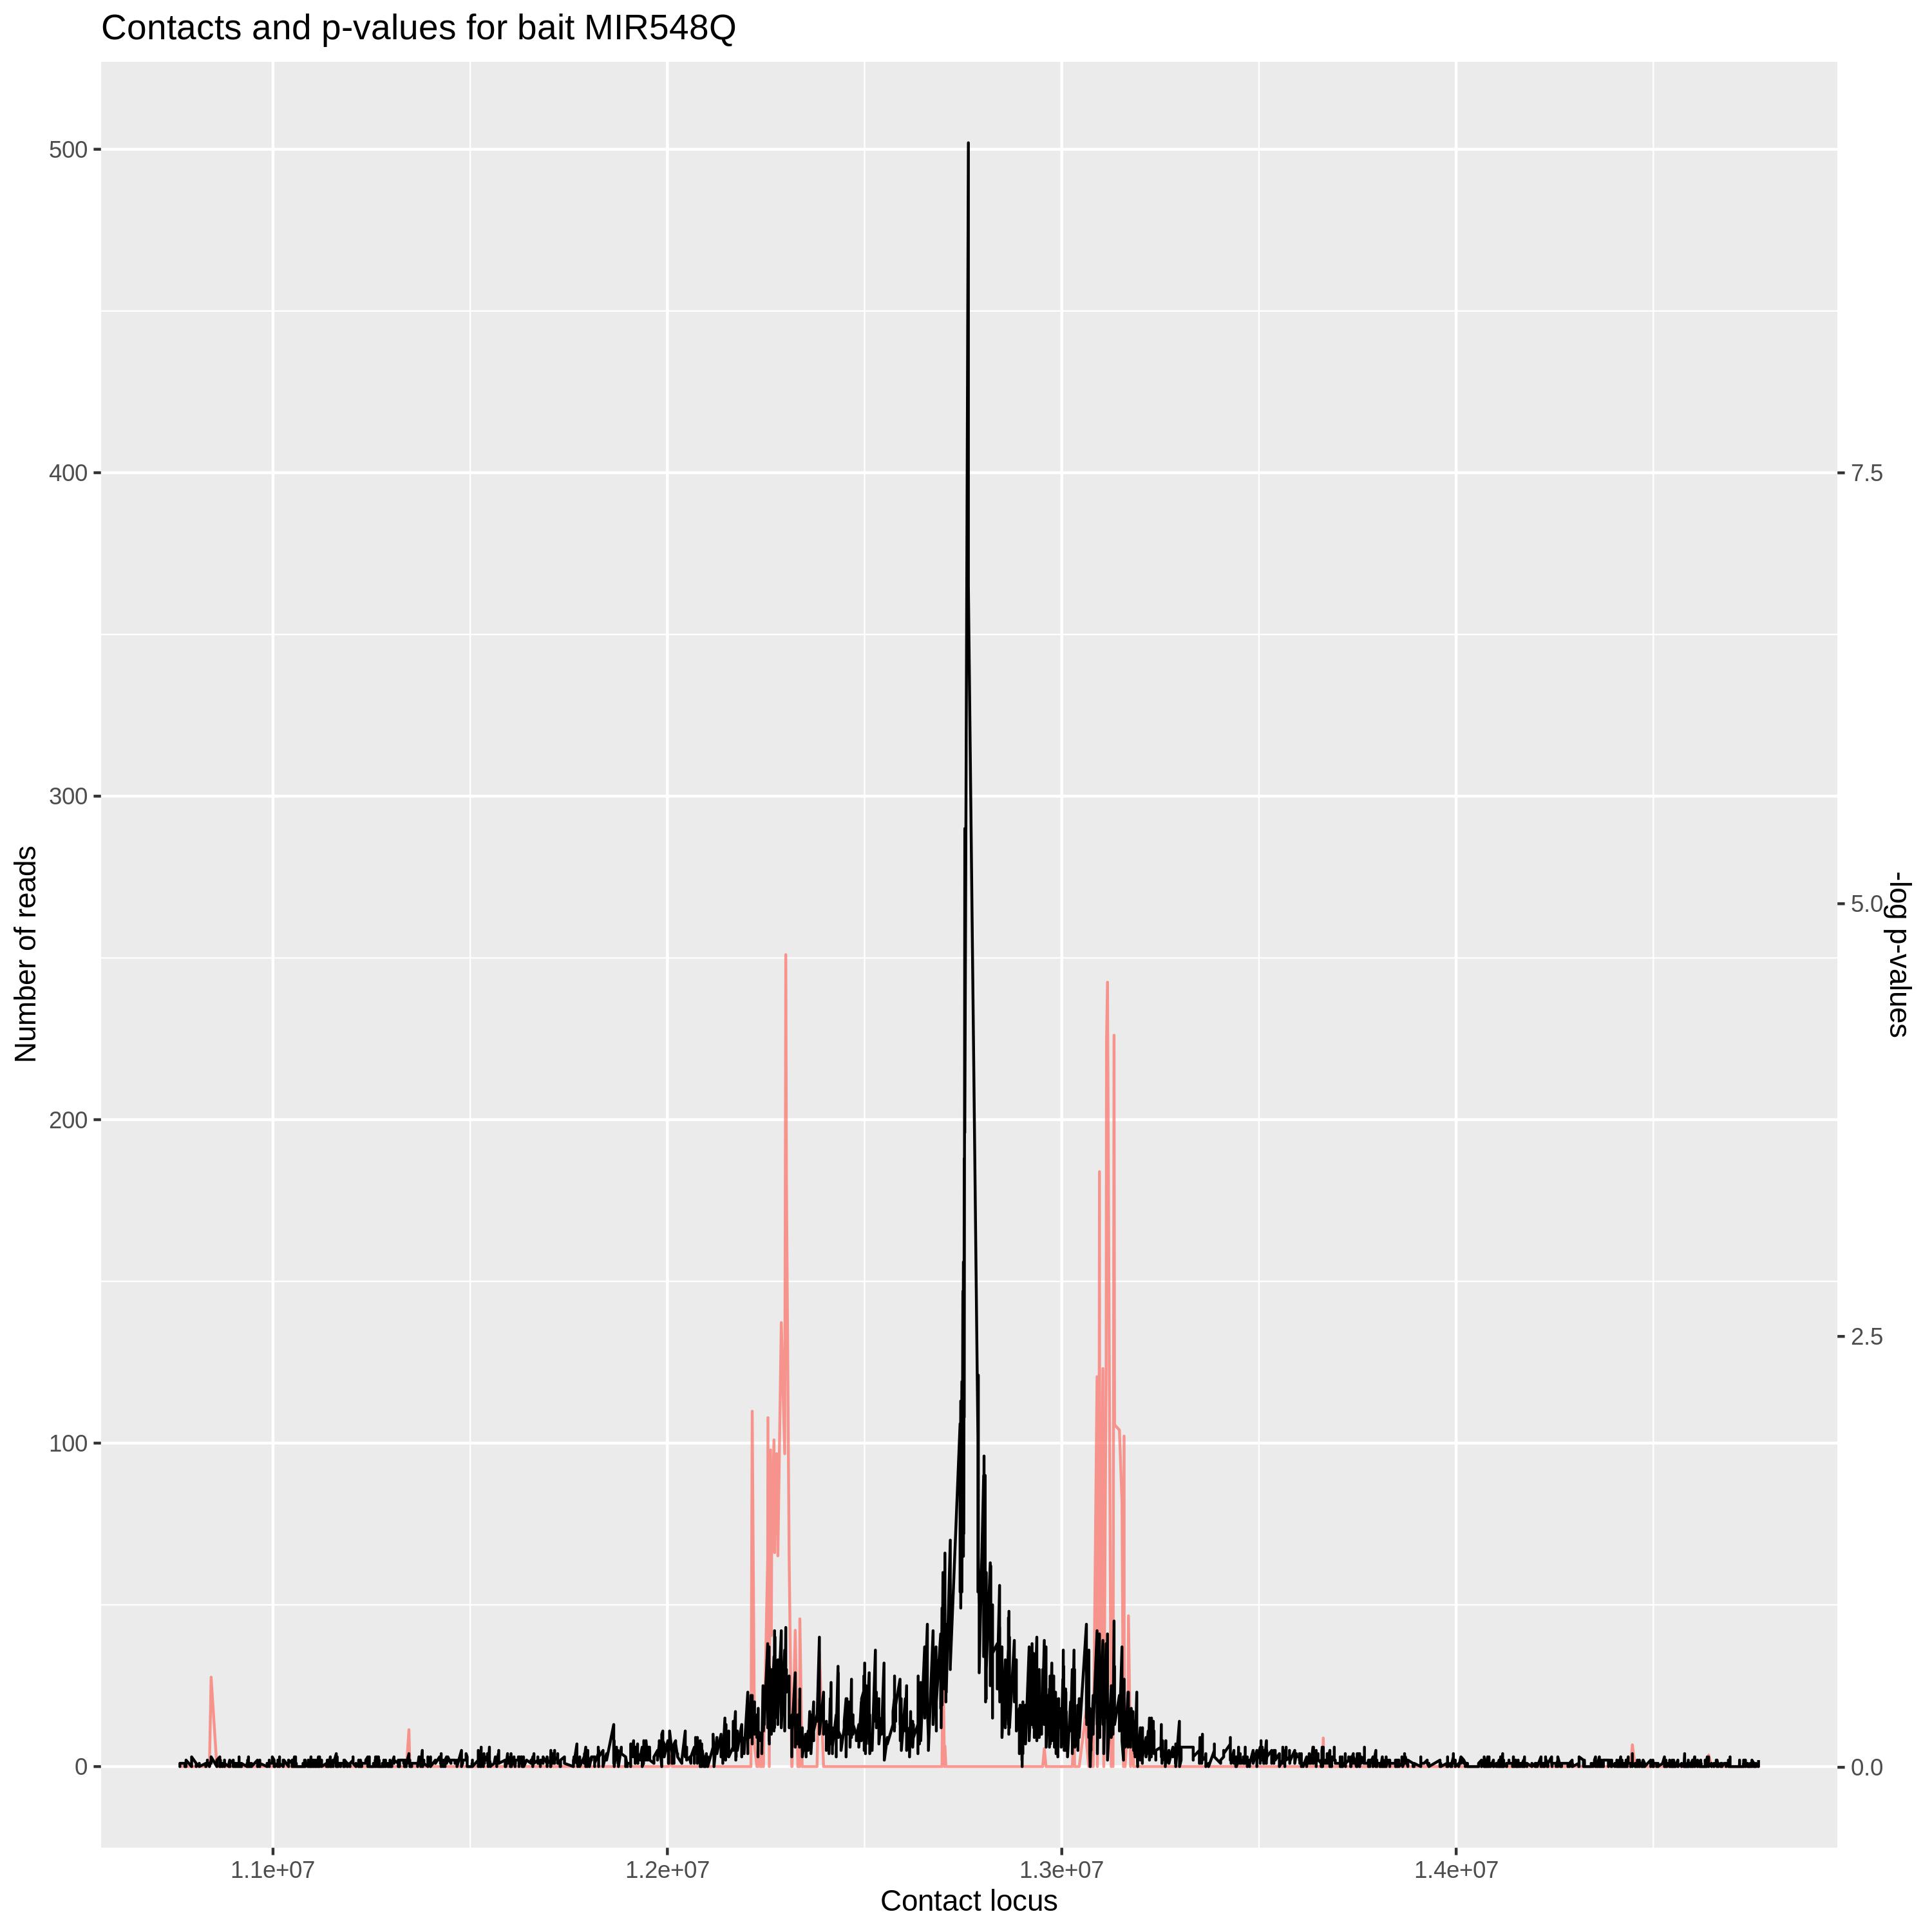 Contacts and p-values for bait MIR548Q
500
400
300
200
100
0
Number of reads
7.5
5.0
2.5
0.0
-log p-values
1.1e+07
1.2e+07
1.3e+07
1.4e+07
Contact locus